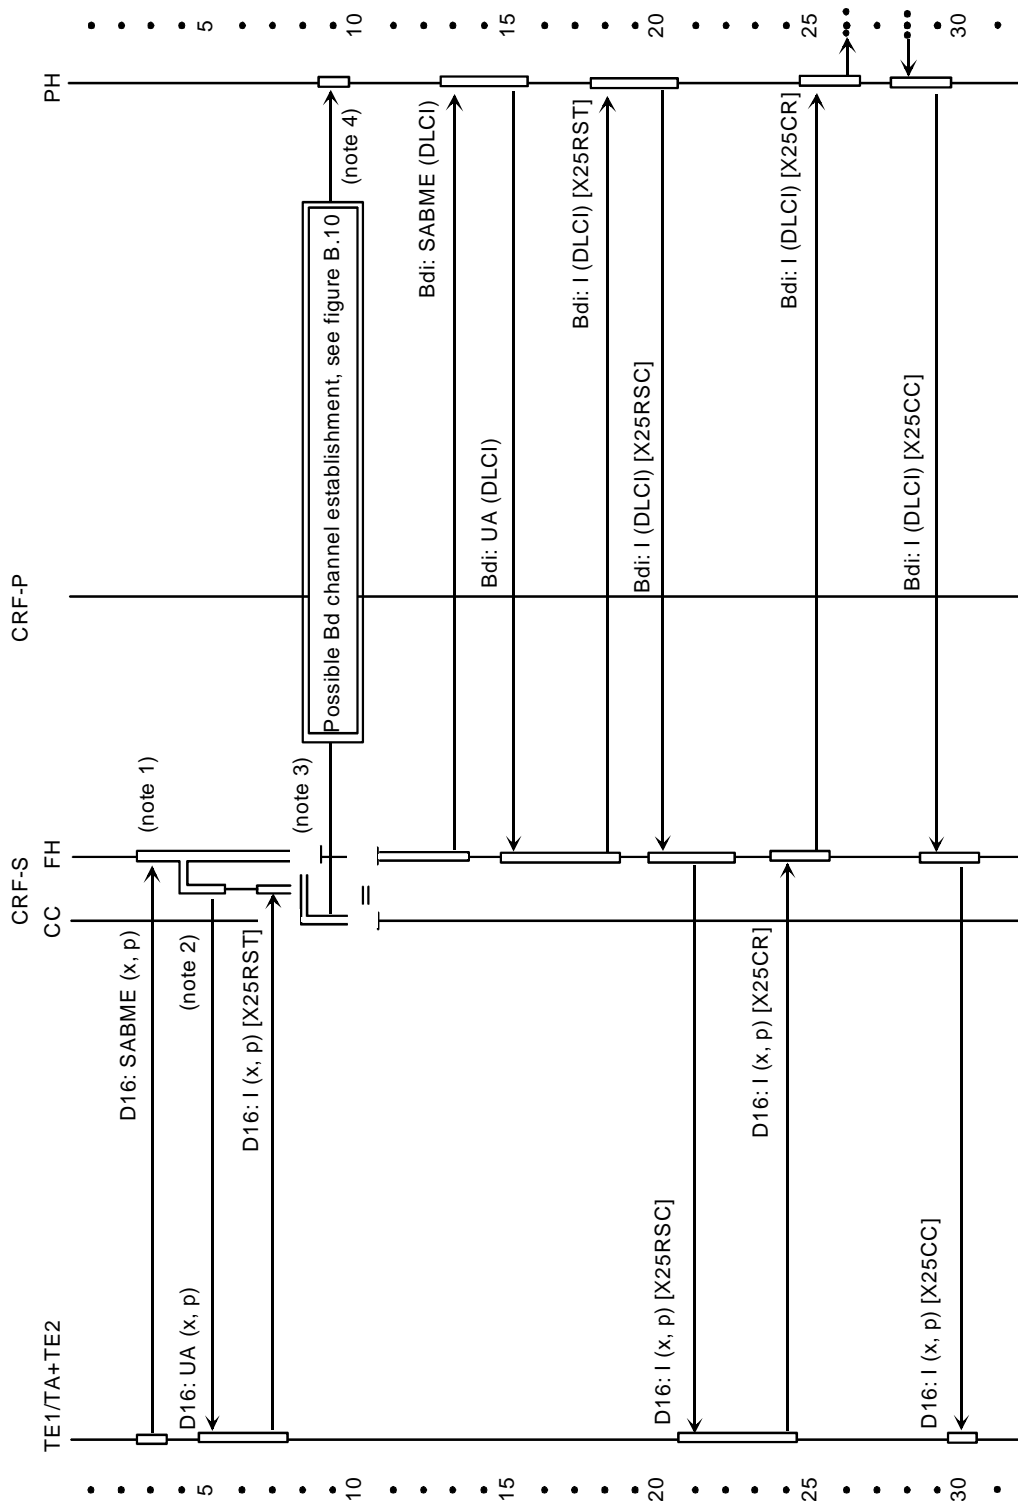 CRF-S
CRF-P
TE1/TA+TE2
CC
FH
PH
D16: SABME (x, p)
(note 1)
5
5
D16: UA (x, p)
(note 2)
D16: I (x, p) [X25RST]
(note 3)
Possible Bd channel establishment, see figure B.10
(note 4)
10
10
=
Bdi: SABME (DLCI)
15
15
Bdi: UA (DLCI)
Bdi: I (DLCI) [X25RST]
20
20
Bdi: I (DLCI) [X25RSC]
D16: I (x, p) [X25RSC]
D16: I (x, p) [X25CR]
Bdi: I (DLCI) [X25CR]
25
25
Bdi: I (DLCI) [X25CC]
D16: I (x, p) [X25CC]
30
30